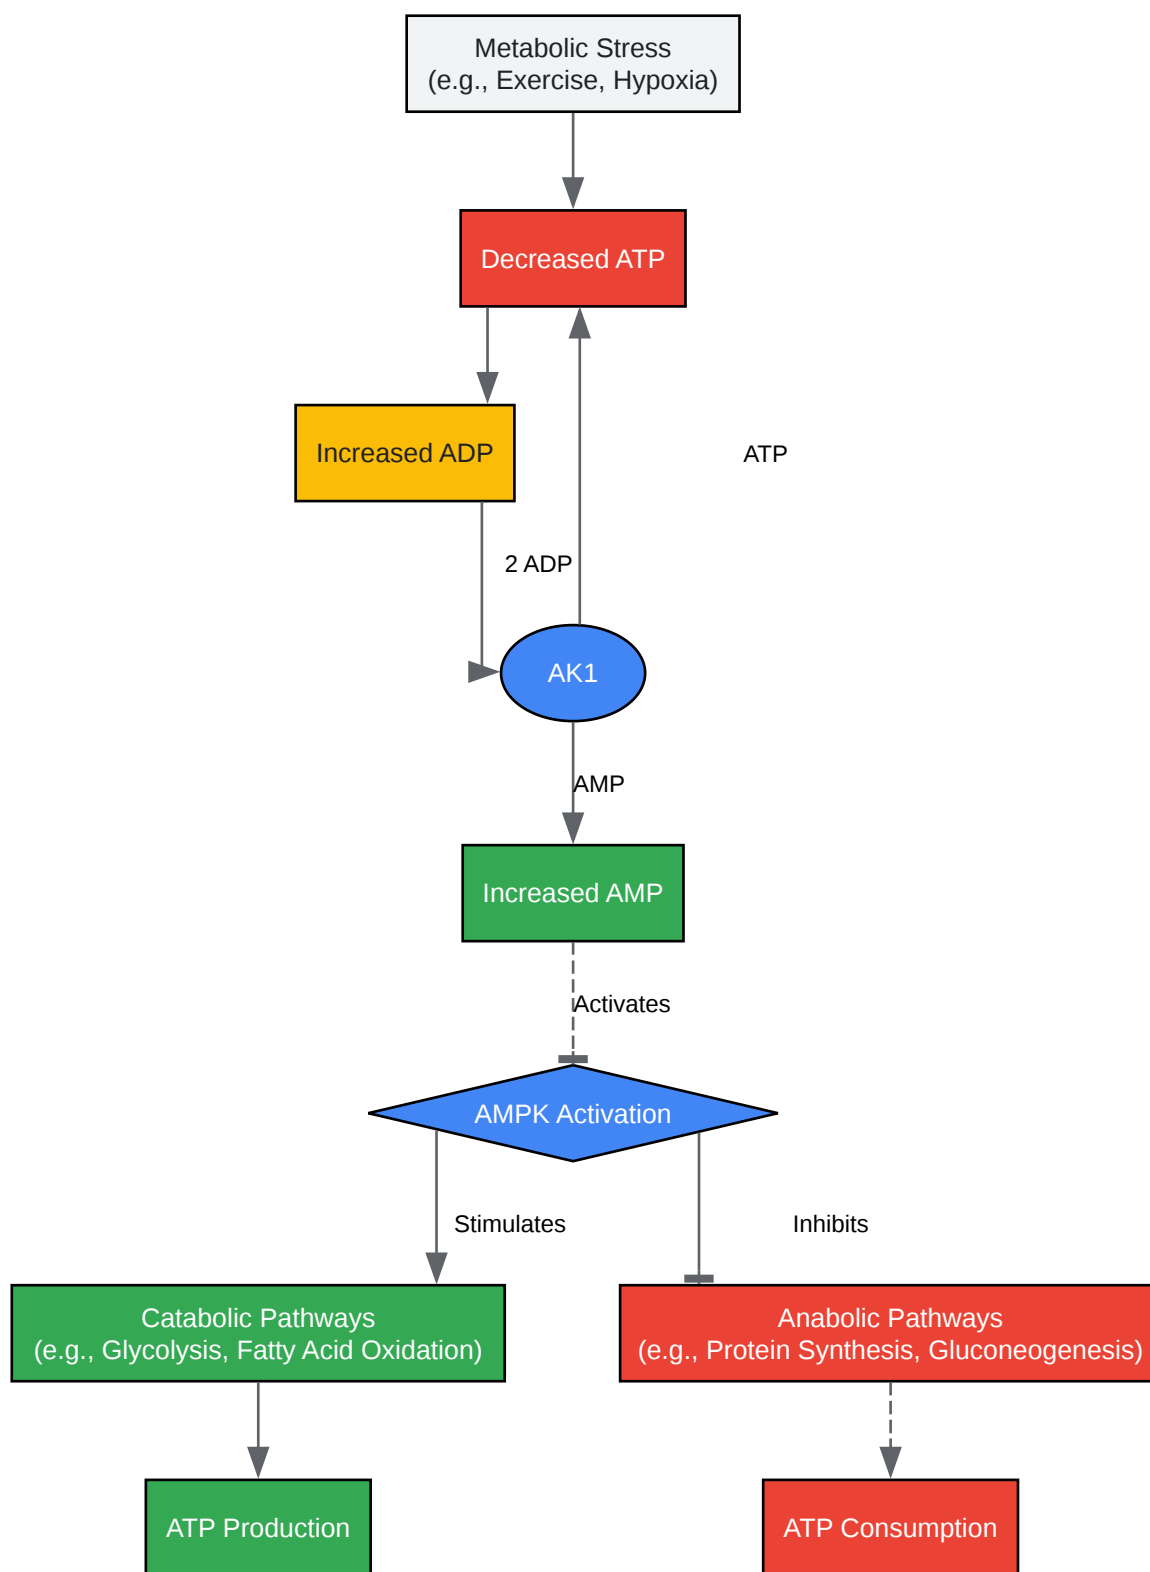 Metabolic Stress
(e.g., Exercise, Hypoxia)
Decreased ATP
Increased ADP
ATP
2 ADP
AK1
AMP
Increased AMP
Activates
AMPK Activation
Stimulates
Inhibits
Catabolic Pathways
(e.g., Glycolysis, Fatty Acid Oxidation)
Anabolic Pathways
(e.g., Protein Synthesis, Gluconeogenesis)
ATP Production
ATP Consumption